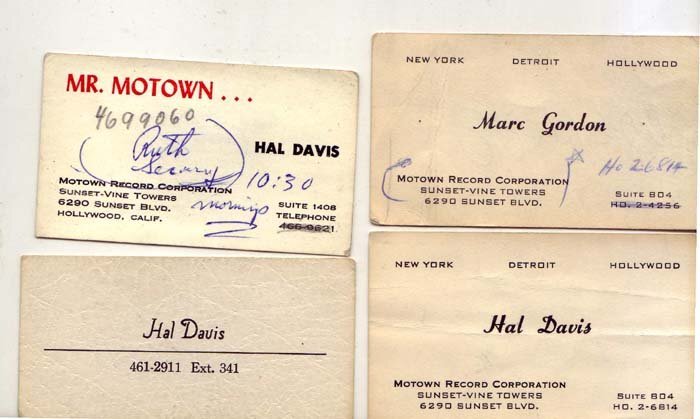 MR. MOTOWN . . .
4699060
Ruth
HAL DAVIS
10:30
mornings
MOTOWN RECORD CORPORATION
SUNSET-VINE TOWERS
6290 SUNSET BLVD.
HOLLYWOOD, CALIF.
SUITE 1408
TELEPHONE
466-9621
NEW YORK DETROIT HOLLYWOOD
Marc Gordon
Ho 2-6814
MOTOWN RECORD CORPORATION
SUNSET-VINE TOWERS
6290 SUNSET BLVD.
SUITE 804
HO. 2-4256
Hal Davis
461-2911 Ext. 341
NEW YORK DETROIT HOLLYWOOD
Hal Davis
MOTOWN RECORD CORPORATION
SUNSET-VINE TOWERS
6290 SUNSET BLVD.
SUITE 804
HO. 2-6814